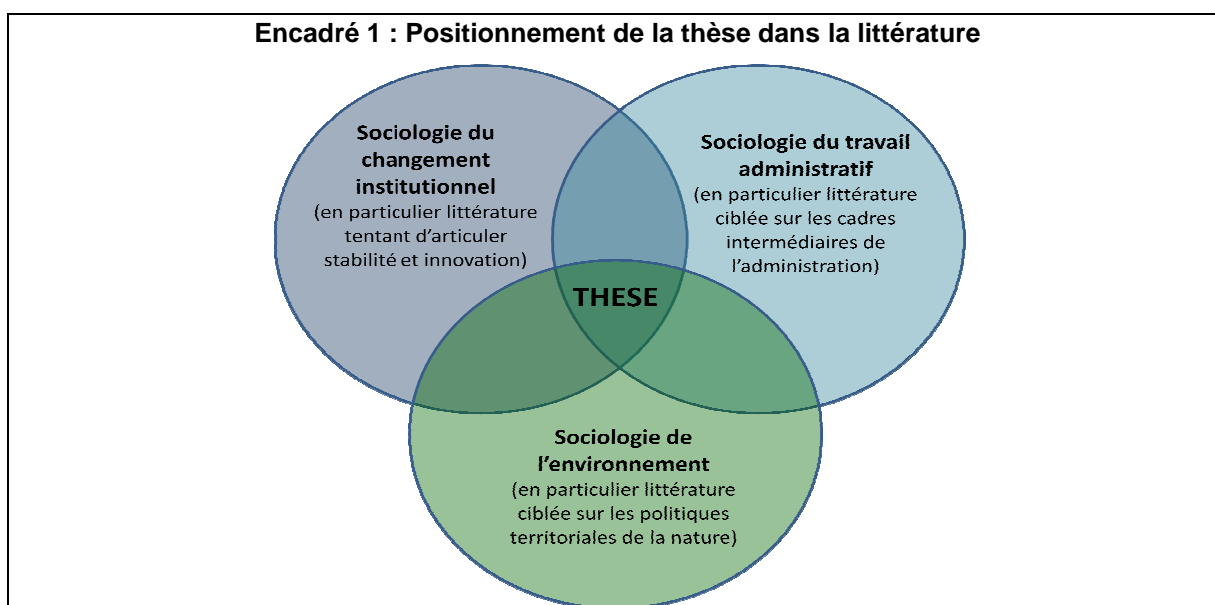 Encadré 1 : Positionnement de la thèse dans la littérature
Sociologie du
changement
institutionnel
(en particulier littérature
tentant d'articuler
stabilité et innovation)
Sociologie du travail
administratif
(en particulier littérature
ciblée sur les cadres
intermédiaires de
l'administration)
THESE
Sociologie de
l'environnement
(en particulier littérature
ciblée sur les politiques
territoriales de la nature)